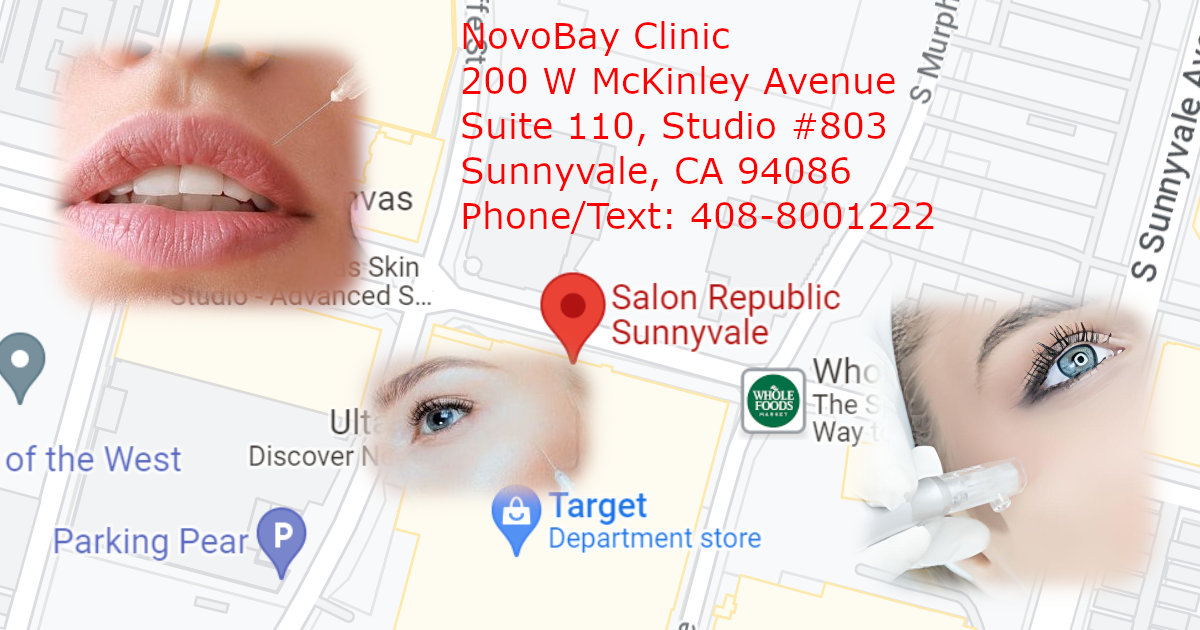 NovoBay Clinic
200 W McKinley Avenue
Suite 110, Studio #803
Sunnyvale, CA 94086
Phone/Text: 408-8001222
S Murph
S Sunnyvale Ave
vas
s Skin
Studio - Advanced S...
Salon Republic
Sunnyvale
WHOLE
FOODS
MARKET
Who
The S
Way t
Ulta
Discover N
of the West
Parking Pear
P
Target
Department store